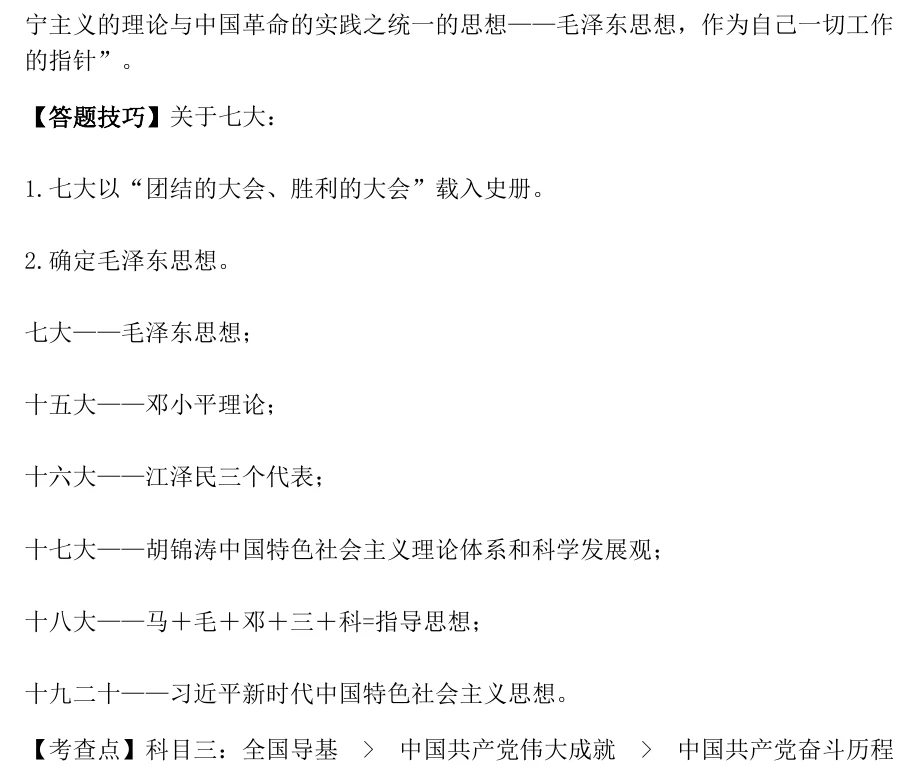 宁主义的理论与中国革命的实践之统一的思想——毛泽东思想，作为自己一切工作
的指针”。
【答题技巧】关于七大：
1.七大以“团结的大会、胜利的大会”载入史册。
2.确定毛泽东思想。
七大——毛泽东思想；
十五大——邓小平理论；
十六大——江泽民三个代表；
十七大——胡锦涛中国特色社会主义理论体系和科学发展观；
十八大——马＋毛＋邓＋三＋科=指导思想；
十九二十——习近平新时代中国特色社会主义思想。
【考查点】科目三：全国导基 > 中国共产党伟大成就 > 中国共产党奋斗历程